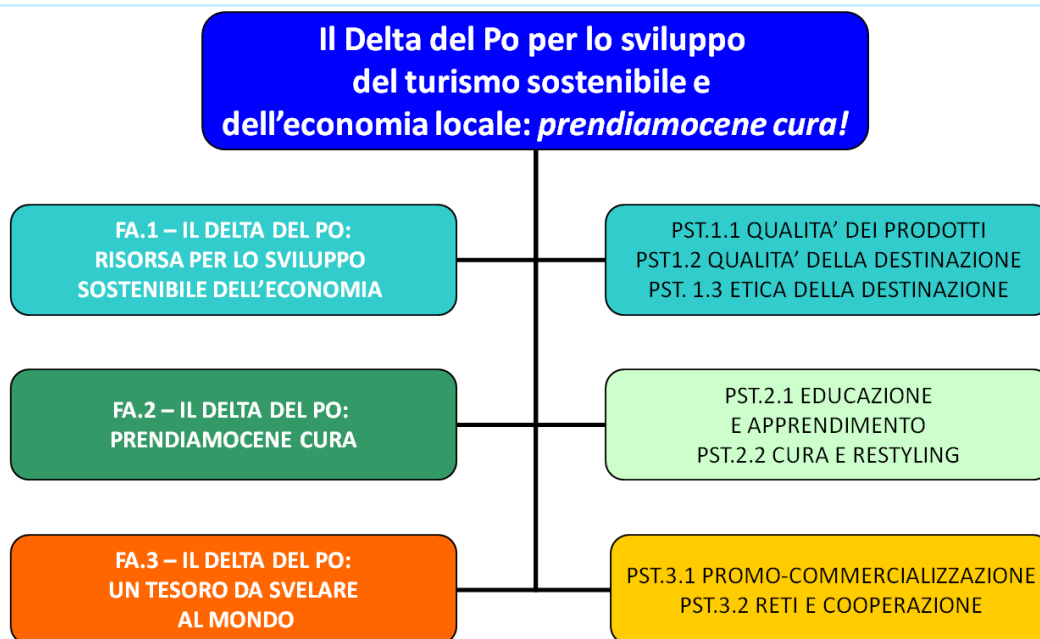 Il Delta del Po per lo sviluppo
del turismo sostenibile e
dell’economia locale: prendiamocene cura!
FA.1 – IL DELTA DEL PO:
RISORSA PER LO SVILUPPO
SOSTENIBILE DELL’ECONOMIA
PST.1.1 QUALITA’ DEI PRODOTTI
PST1.2 QUALITA’ DELLA DESTINAZIONE
PST. 1.3 ETICA DELLA DESTINAZIONE
FA.2 – IL DELTA DEL PO:
PRENDIAMOCENE CURA
PST.2.1 EDUCAZIONE
E APPRENDIMENTO
PST.2.2 CURA E RESTYLING
FA.3 – IL DELTA DEL PO:
UN TESORO DA SVELARE
AL MONDO
PST.3.1 PROMO-COMMERCIALIZZAZIONE
PST.3.2 RETI E COOPERAZIONE